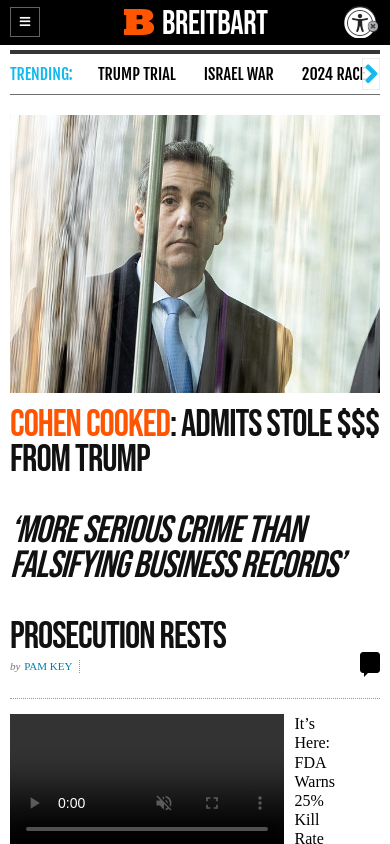 BREITBART
TRENDING: TRUMP TRIAL ISRAEL WAR 2024 RAC
COHEN COOKED: ADMITS STOLE $$$
FROM TRUMP
‘MORE SERIOUS CRIME THAN
FALSIFYING BUSINESS RECORDS’
PROSECUTION RESTS
by PAM KEY
0:00
It’s
Here:
FDA
Warns
25%
Kill
Rate